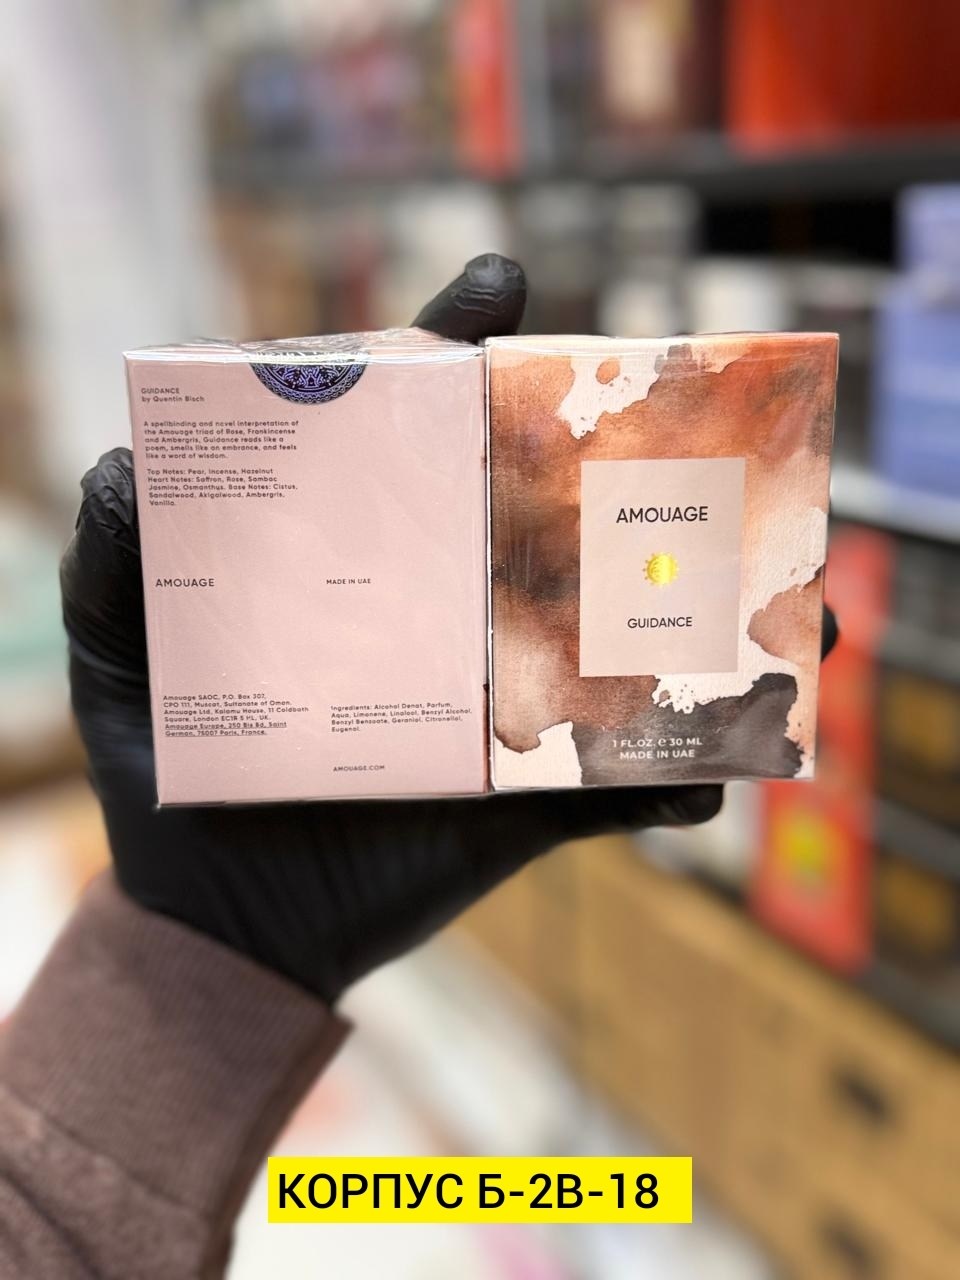 GUIDANCE
by Quentin Bisch
A spellbinding and novel interpretation of
the Amouage triad of Rose, Frankincense
and Ambergris, Guidance reads like a
poem, smells like an embrance, and feels
like a word of wisdom.
Top Notes: Pear, Incense, Hazelnut
Heart Notes: Saffron, Rose, Sambac
Jasmine, Osmanthus. Base Notes: Cistus,
Sandalwood, Akigalwood, Ambergris,
Vanilla.
AMOUAGE
MADE IN UAE
Amouage SAOC, P.O. Box 307,
CPO 111, Muscat, Sultanate of Oman.
Amouage Ltd, Kalamu House, 11 Coldbath
Square, London EC1R 5 HL, UK.
Amouage Europe, 250 Bis Bd, Saint
German, 75007 Paris, France.
Ingredients: Alcohol Denat, Parfum,
Aqua, Limonene, Linalool, Benzyl Alcohol,
Benzyl Benzoate, Geraniol, Citronellol,
Eugenol.
AMOUAGE.COM
AMOUAGE
GUIDANCE
1 FL.OZ. ℮ 30 ML
MADE IN UAE
КОРПУС Б-2В-18